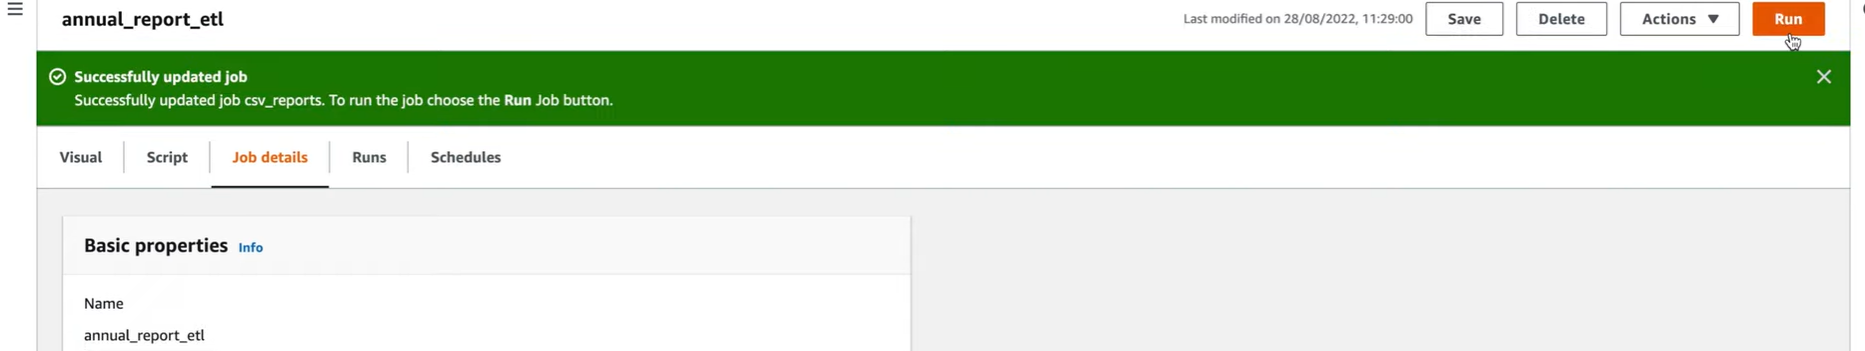 annual_report_etl Last modified on 28/08/2022, 11:29:00 Save Delete Actions Run
Successfully updated job
Successfully updated job csv_reports. To run the job choose the Run Job button.
Visual Script Job details Runs Schedules
Basic properties Info
Name
annual_report_etl